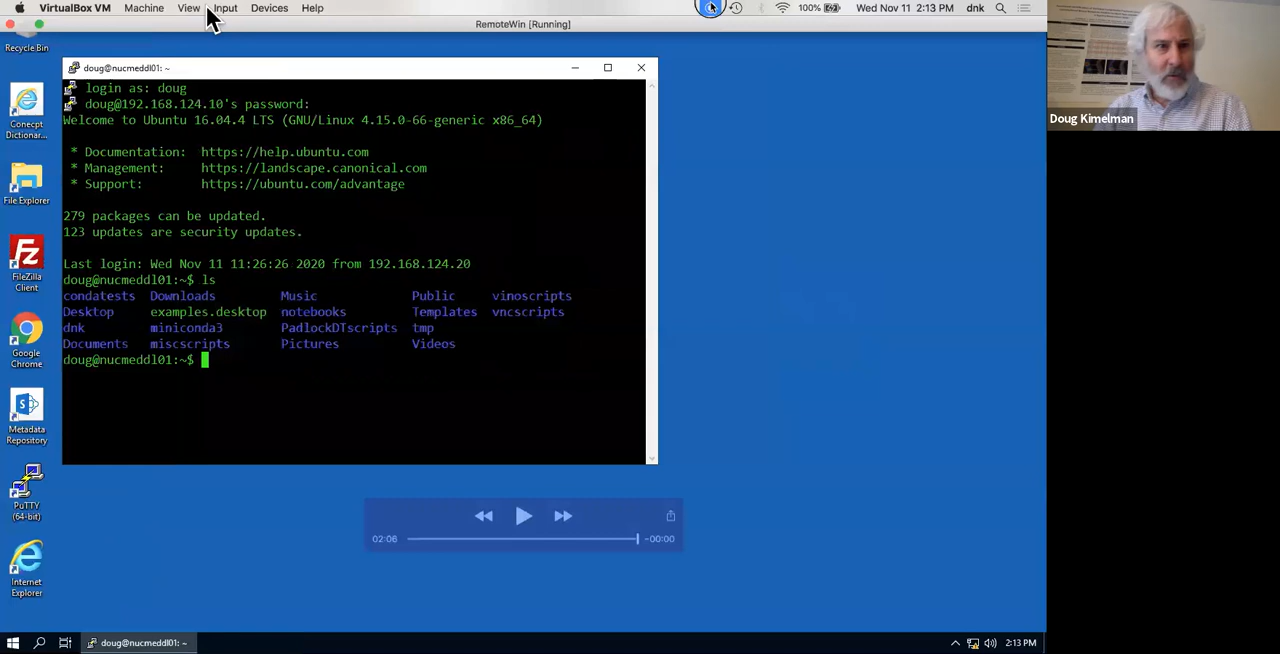 VirtualBox VM Machine View Input Devices Help 100% Wed Nov 11 2:13 PM dnk
RemoteWin [Running]
Recycle Bin
Conecpt
Dictionar...
File Explorer
FileZilla
Client
Google
Chrome
Metadata
Repository
PuTTY
(64-bit)
Internet
Explorer
doug@nucmeddl01: ~
login as: doug
doug@192.168.124.10's password:
Welcome to Ubuntu 16.04.4 LTS (GNU/Linux 4.15.0-66-generic x86_64)
* Documentation: https://help.ubuntu.com
* Management: https://landscape.canonical.com
* Support: https://ubuntu.com/advantage
279 packages can be updated.
123 updates are security updates.
Last login: Wed Nov 11 11:26:26 2020 from 192.168.124.20
doug@nucmeddl01:~$ ls
condatests Downloads Music Public vinoscripts
Desktop examples.desktop notebooks Templates vncscripts
dnk miniconda3 PadlockDTscripts tmp
Documents miscscripts Pictures Videos
doug@nucmeddl01:~$
02:06 -00:00
doug@nucmeddl01: ~ 2:13 PM
Doug Kimelman